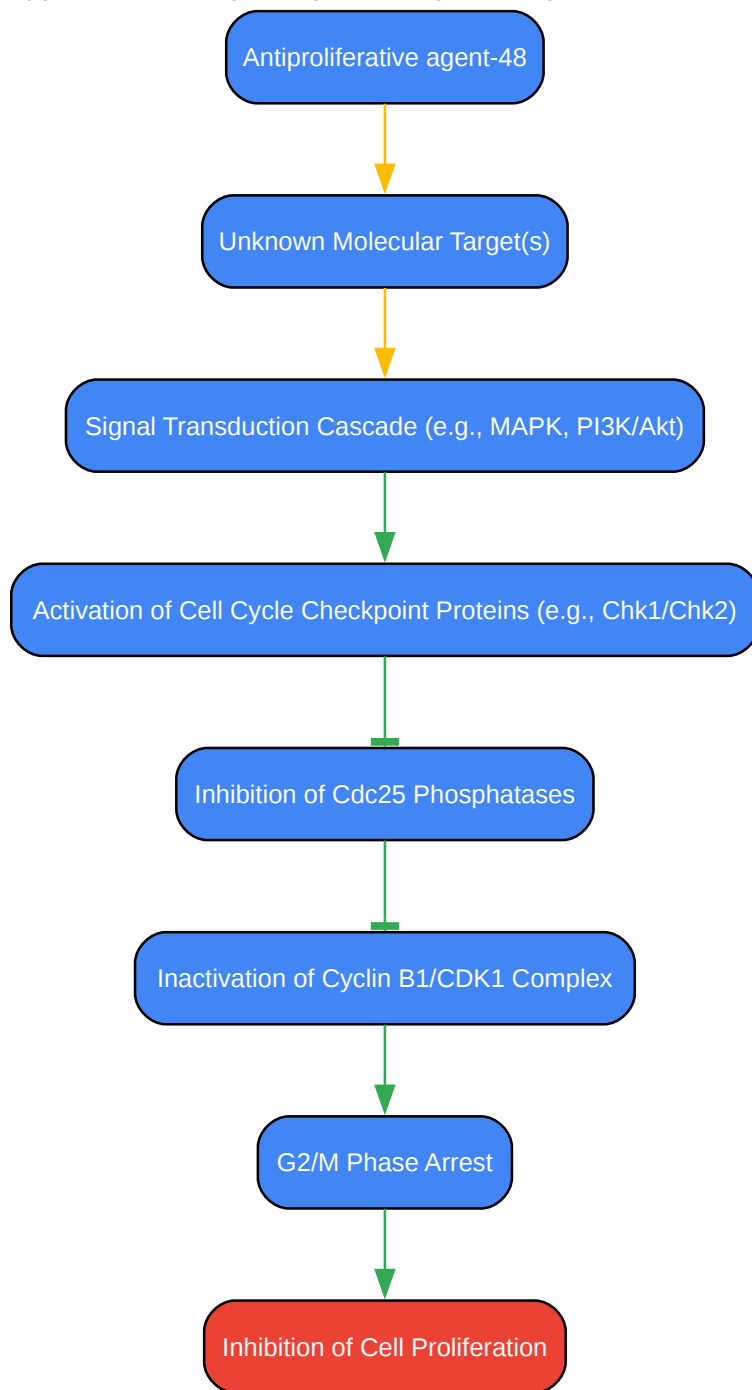 Antiproliferative agent-48
Unknown Molecular Target(s)
Signal Transduction Cascade (e.g., MAPK, PI3K/Akt)
Activation of Cell Cycle Checkpoint Proteins (e.g., Chk1/Chk2)
Inhibition of Cdc25 Phosphatases
Inactivation of Cyclin B1/CDK1 Complex
G2/M Phase Arrest
Inhibition of Cell Proliferation